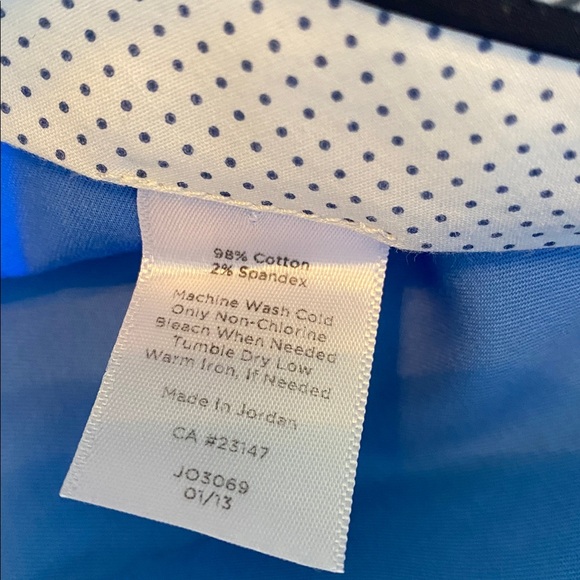 98% Cotton
2% Spandex
Machine Wash Cold
Only Non-Chlorine
Bleach When Needed
Tumble Dry Low
Warm Iron, If Needed
Made In Jordan
CA #23147
JO3069
01/13